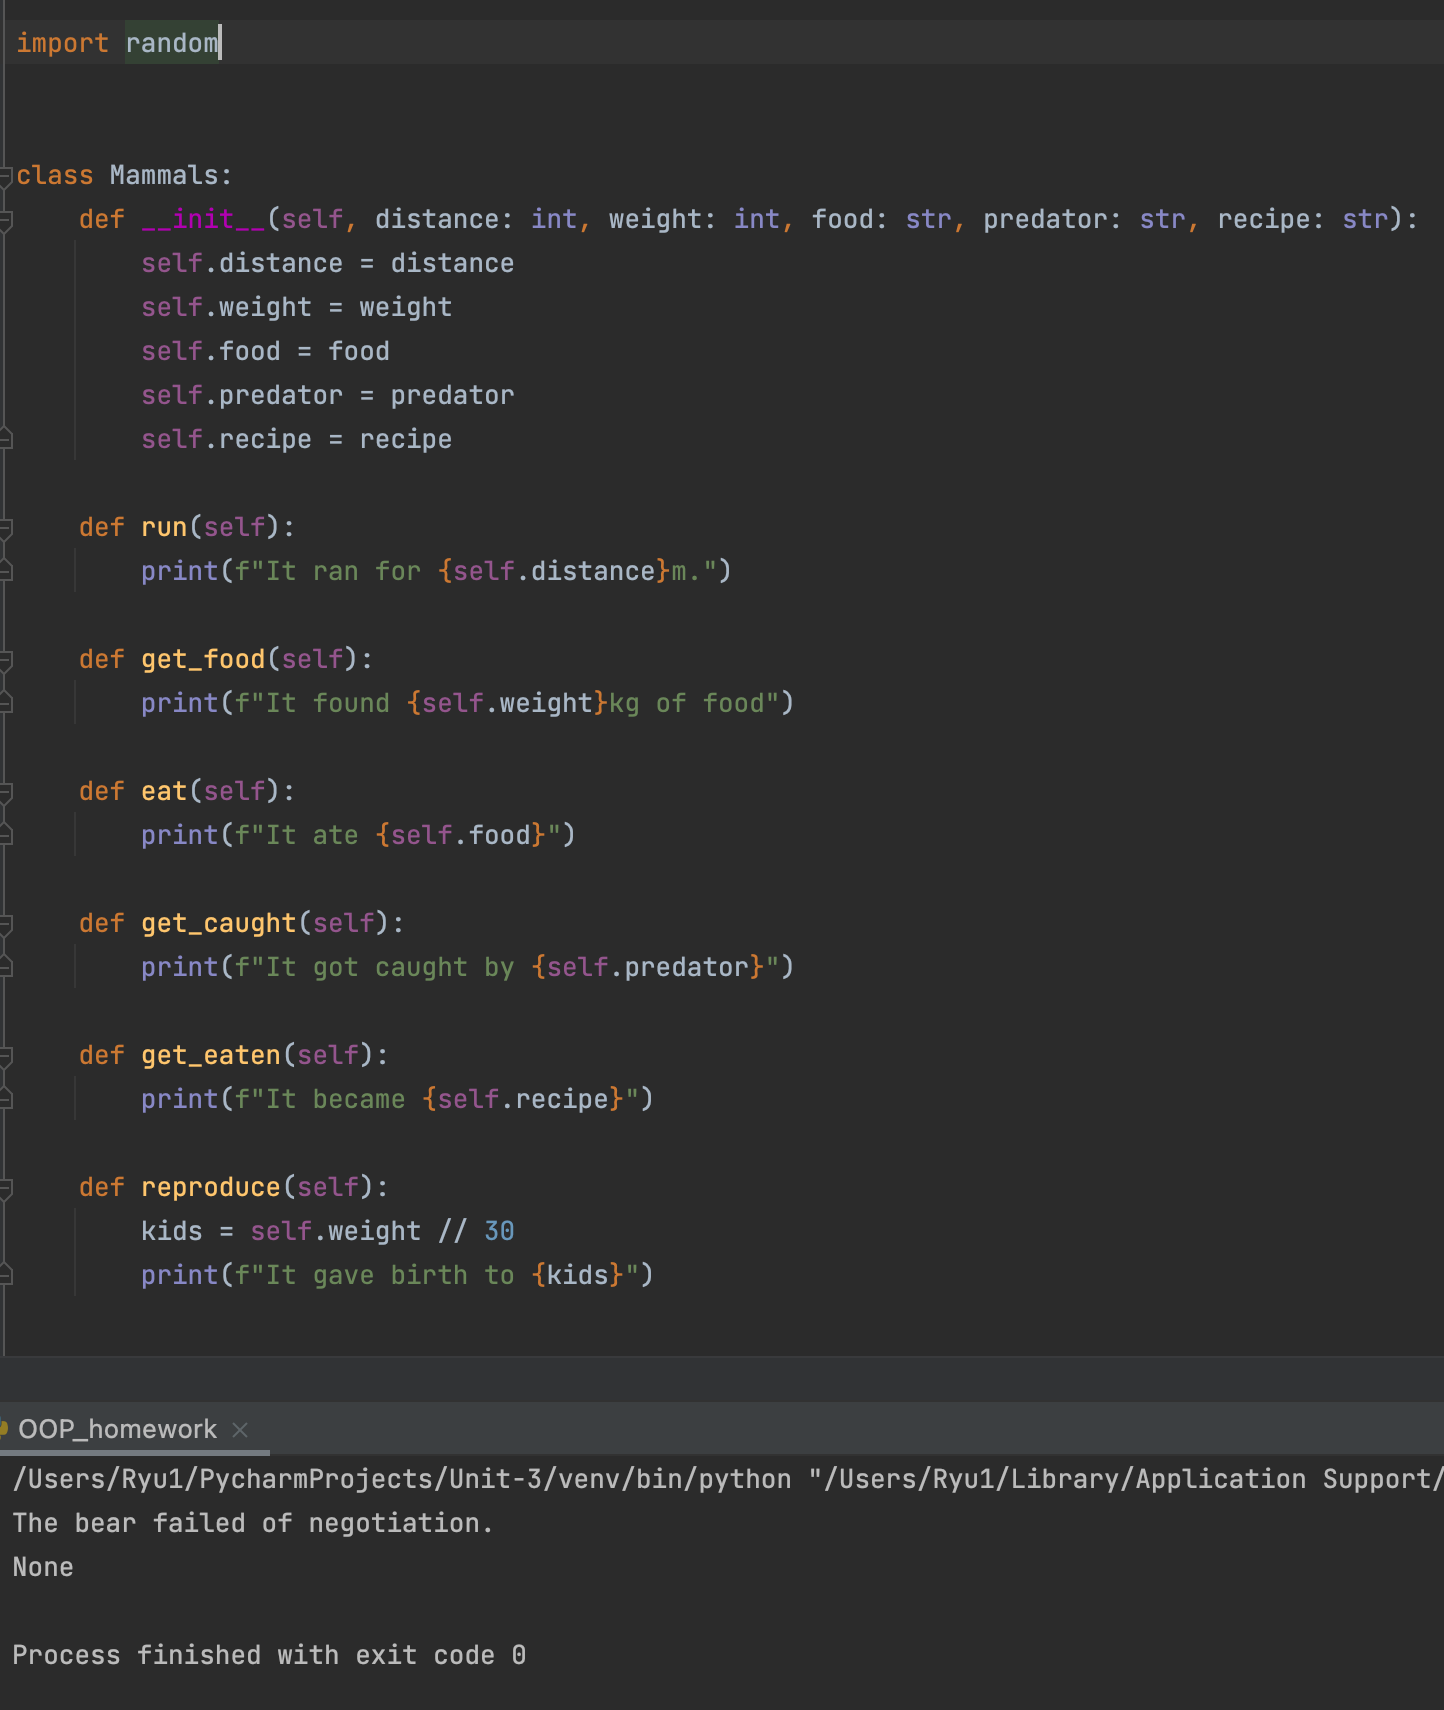 import random
class Mammals:
    def __init__(self, distance: int, weight: int, food: str, predator: str, recipe: str):
        self.distance = distance
        self.weight = weight
        self.food = food
        self.predator = predator
        self.recipe = recipe
    def run(self):
        print(f"It ran for {self.distance}m.")
    def get_food(self):
        print(f"It found {self.weight}kg of food")
    def eat(self):
        print(f"It ate {self.food}")
    def get_caught(self):
        print(f"It got caught by {self.predator}")
    def get_eaten(self):
        print(f"It became {self.recipe}")
    def reproduce(self):
        kids = self.weight // 30
        print(f"It gave birth to {kids}")
OOP_homework ×
/Users/Ryu1/PycharmProjects/Unit-3/venv/bin/python "/Users/Ryu1/Library/Application Support/
The bear failed of negotiation.
None
Process finished with exit code 0